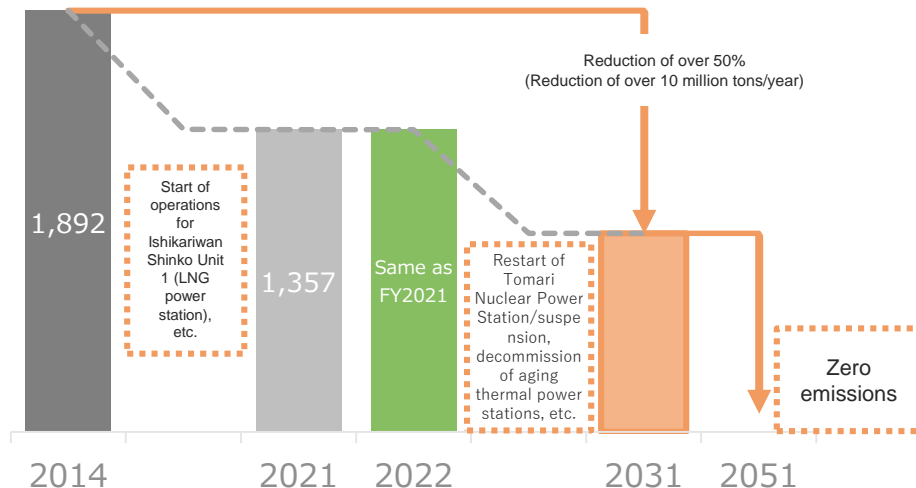 Reduction of over 50%
(Reduction of over 10 million tons/year)
1,892
Start of
operations
for
Ishikariwan
Shinko Unit
1 (LNG
power
station),
etc.
1,357
Same as
FY2021
Restart of
Tomari
Nuclear Power
Station/suspe
nsion,
decommission
of aging
thermal power
stations, etc.
Zero
emissions
2014
2021
2022
2031
2051